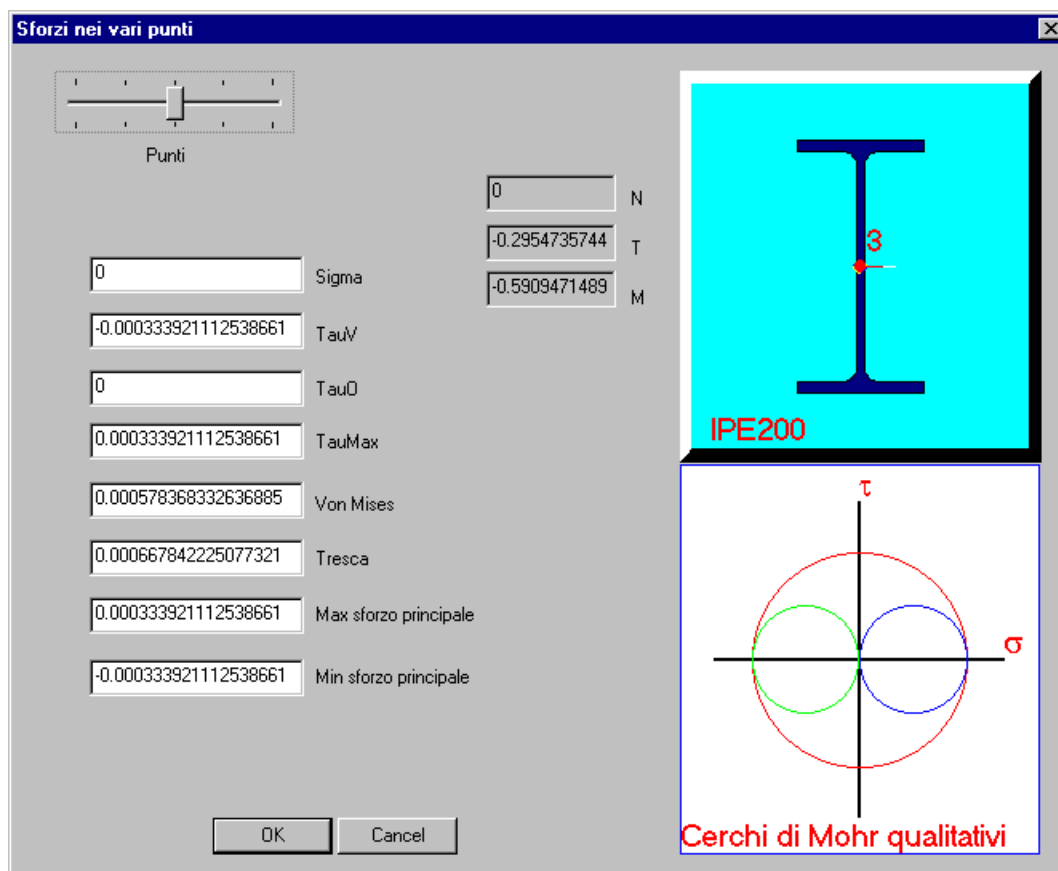 Sforzi nei vari punti
Punti
0 N
-0.2954735744 T
-0.5909471489 M
0 Sigma
-0.000333921112538661 TauV
0 TauO
0.000333921112538661 TauMax
0.000578368332636885 Von Mises
0.000667842225077321 Tresca
0.000333921112538661 Max sforzo principale
-0.000333921112538661 Min sforzo principale
OK
Cancel
3
IPE200
τ
σ
Cerchi di Mohr qualitativi